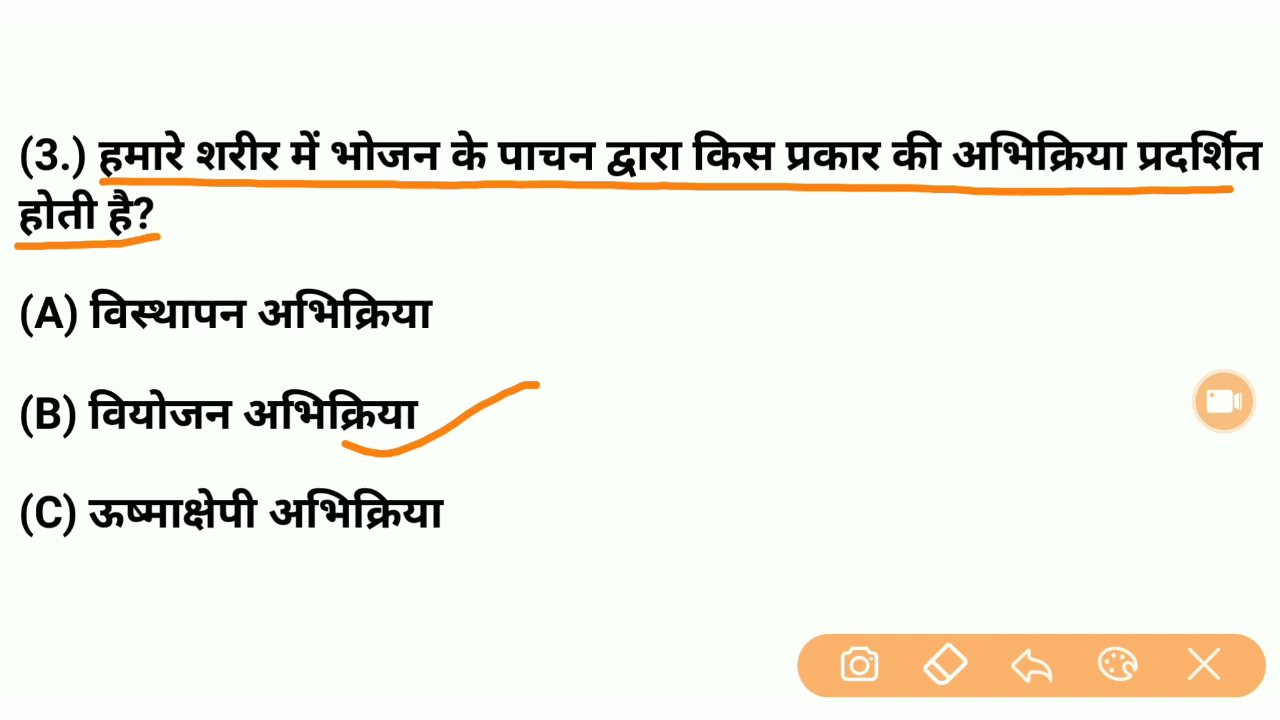 (3.) हमारे शरीर में भोजन के पाचन द्वारा किस प्रकार की अभिक्रिया प्रदर्शित
होती है?
(A) विस्थापन अभिक्रिया
(B) वियोजन अभिक्रिया
(C) ऊष्माक्षेपी अभिक्रिया